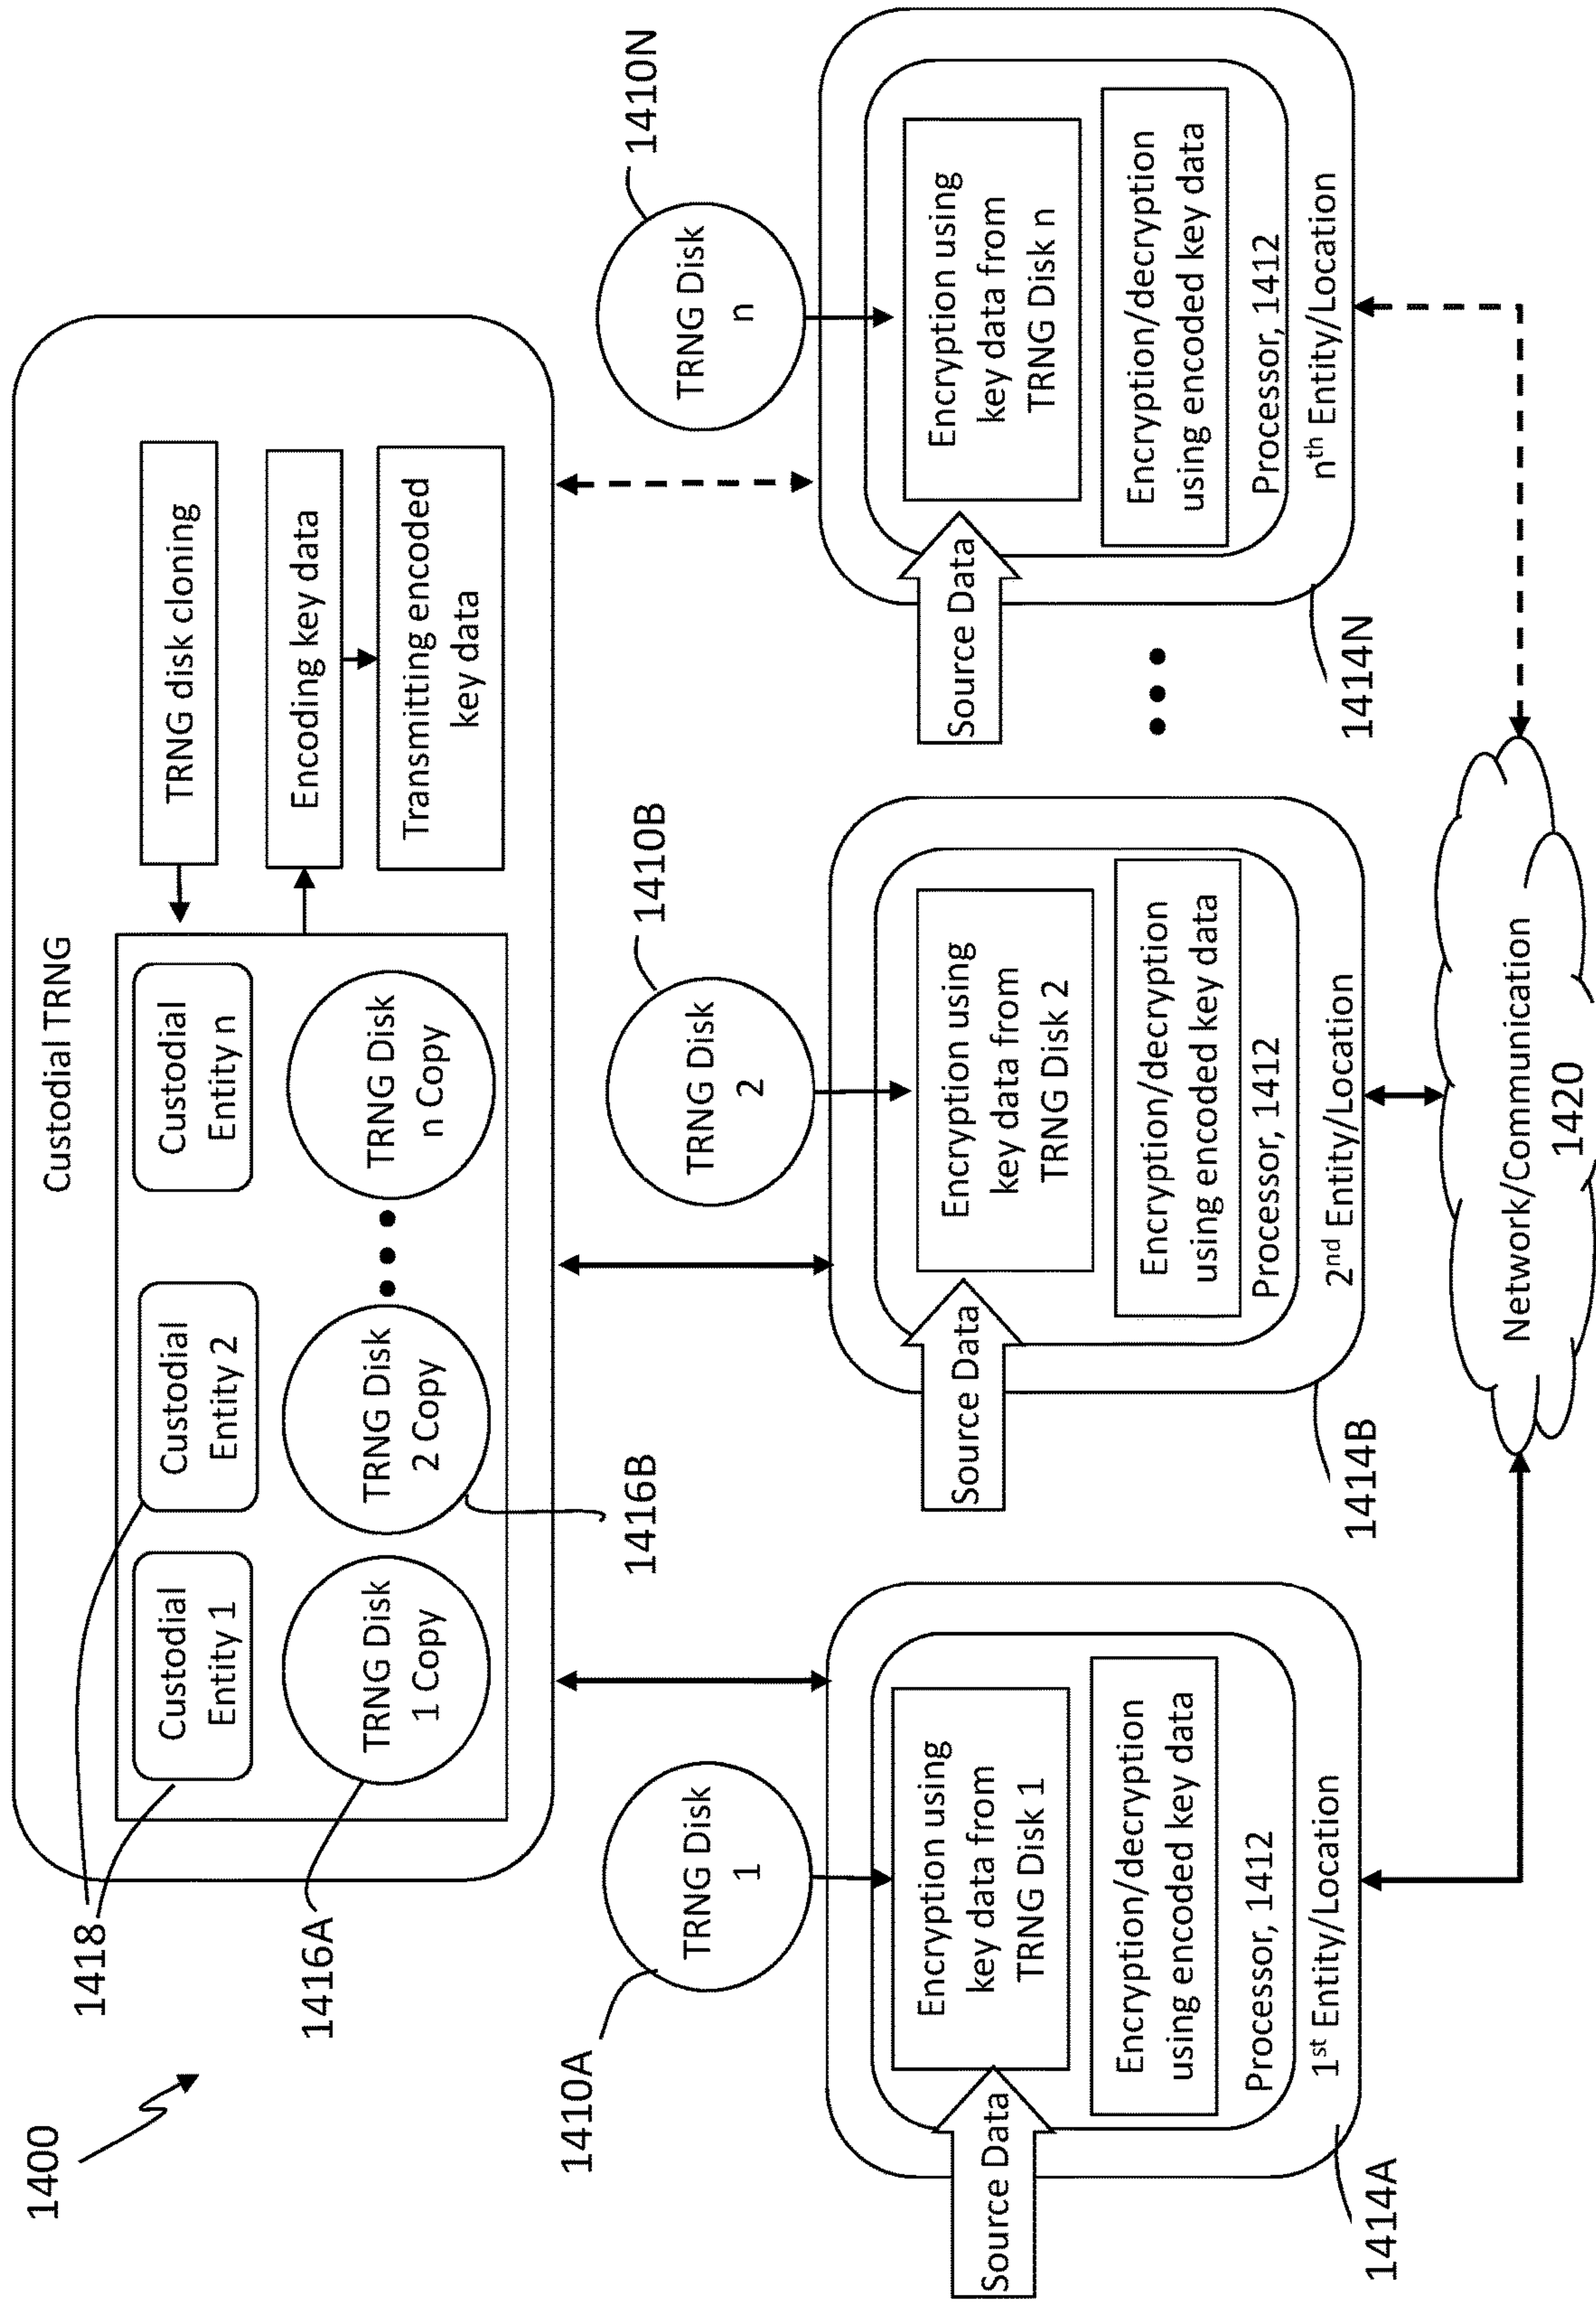 1400
Custodial TRNG
1418
Custodial
Entity 1
Custodial
Entity 2
Custodial
Entity n
TRNG disk cloning
1416A
TRNG Disk
1 Copy
TRNG Disk
2 Copy
TRNG Disk
n Copy
Encoding key data
Transmitting encoded
key data
1416B
1410A
TRNG Disk
1
1410B
TRNG Disk
2
1410N
TRNG Disk
n
Source Data
Encryption using
key data from
TRNG Disk 1
Encryption/decryption
using encoded key data
Processor, 1412
1st Entity/Location
1414A
Source Data
Encryption using
key data from
TRNG Disk 2
Encryption/decryption
using encoded key data
Processor, 1412
2nd Entity/Location
1414B
Source Data
Encryption using
key data from
TRNG Disk n
Encryption/decryption
using encoded key data
Processor, 1412
nth Entity/Location
1414N
Network/Communication
1420